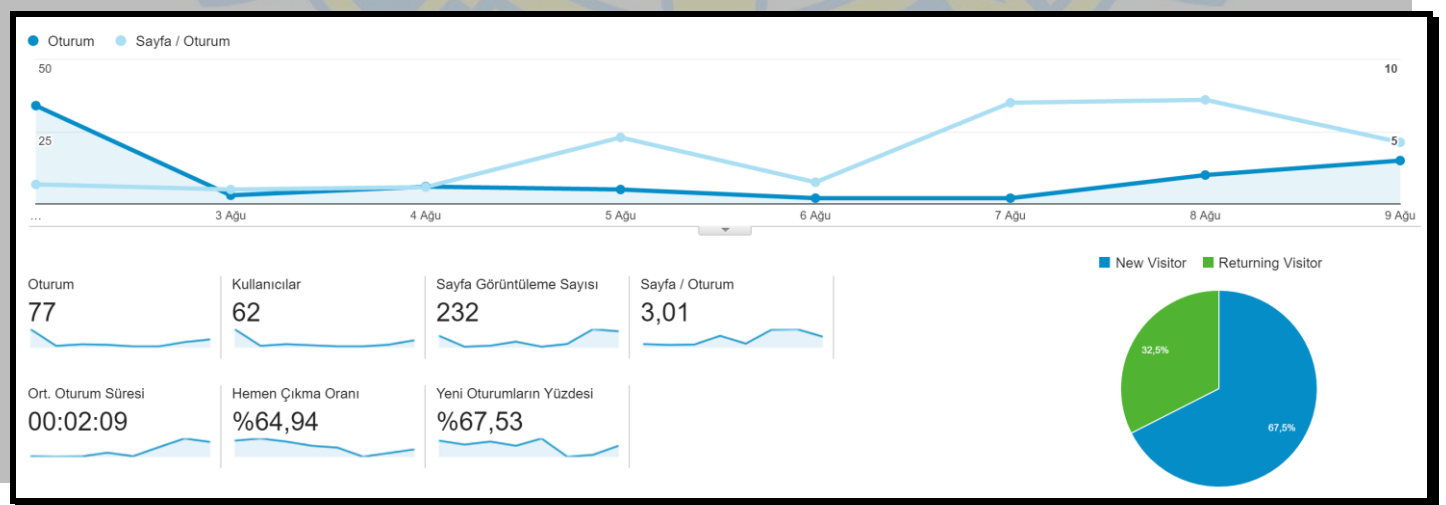 Oturum Sayfa / Oturum
50 10
25 5
... 3 Ağu 4 Ağu 5 Ağu 6 Ağu 7 Ağu 8 Ağu 9 Ağu
New Visitor Returning Visitor
Oturum Kullanıcılar Sayfa Görüntüleme Sayısı Sayfa / Oturum
77 62 232 3,01
32,5%
Ort. Oturum Süresi Hemen Çıkma Oranı Yeni Oturumların Yüzdesi
00:02:09 %64,94 %67,53
67,5%